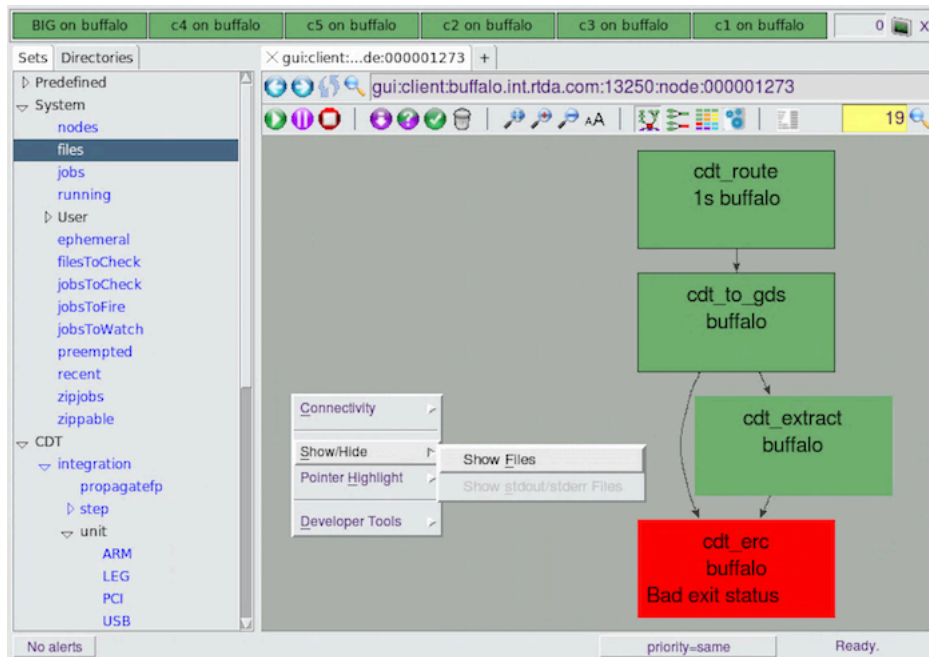 BIG on buffalo
c4 on buffalo
c5 on buffalo
c2 on buffalo
c3 on buffalo
c1 on buffalo
0
X
Sets
Directories
gui:client:...de:000001273
+
gui:client:buffalo.int.rtda.com:13250:node:000001273
AA
19
Predefined
System
nodes
files
jobs
running
User
ephemeral
filesToCheck
jobsToCheck
jobsToFire
jobsToWatch
preempted
recent
zipjobs
zippable
CDT
integration
propagatefp
step
unit
ARM
LEG
PCI
USB
Connectivity
Show/Hide
Pointer Highlight
Developer Tools
Show Files
Show stdout/stderr Files
cdt_route
1s buffalo
cdt_to_gds
buffalo
cdt_extract
buffalo
cdt_erc
buffalo
Bad exit status
No alerts
priority=same
Ready.